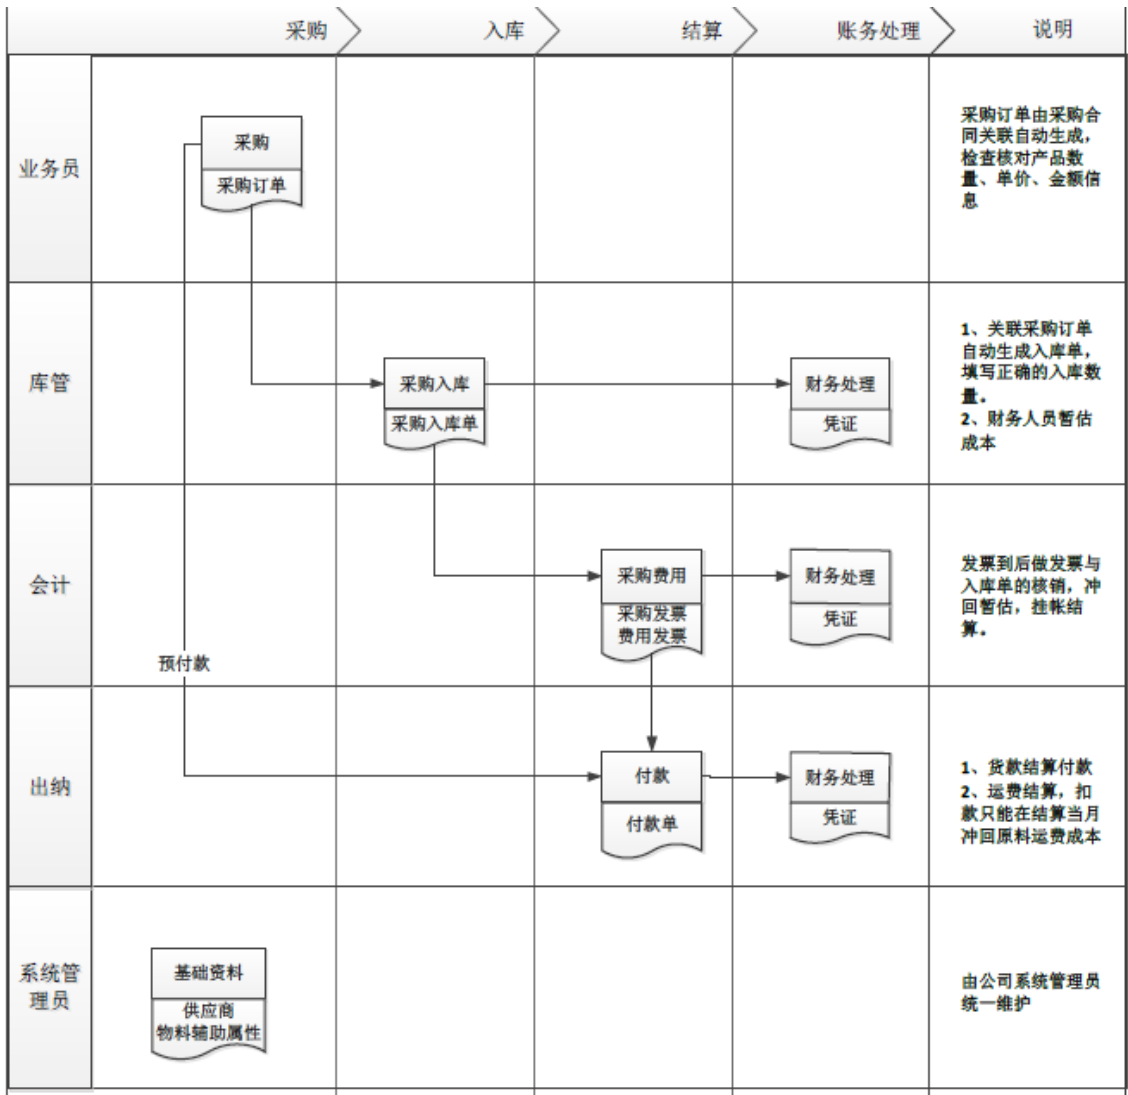 采购
入库
结算
账务处理
说明
业务员
采购
采购订单
采购订单由采购合
同关联自动生成,
检查核对产品数
量、单价、金额信
息
库管
采购入库
采购入库单
财务处理
凭证
1、关联采购订单
自动生成入库单,
填写正确的入库数
量。
2、财务人员暂估
成本
会计
采购费用
采购发票
费用发票
财务处理
凭证
发票到后做发票与
入库单的核销,冲
回暂估,挂帐结
算。
预付款
出纳
付款
付款单
财务处理
凭证
1、货款结算付款
2、运费结算,扣
款只能在结算当月
冲回原料运费成本
系统管
理员
基础资料
供应商
物料辅助属性
由公司系统管理员
统一维护